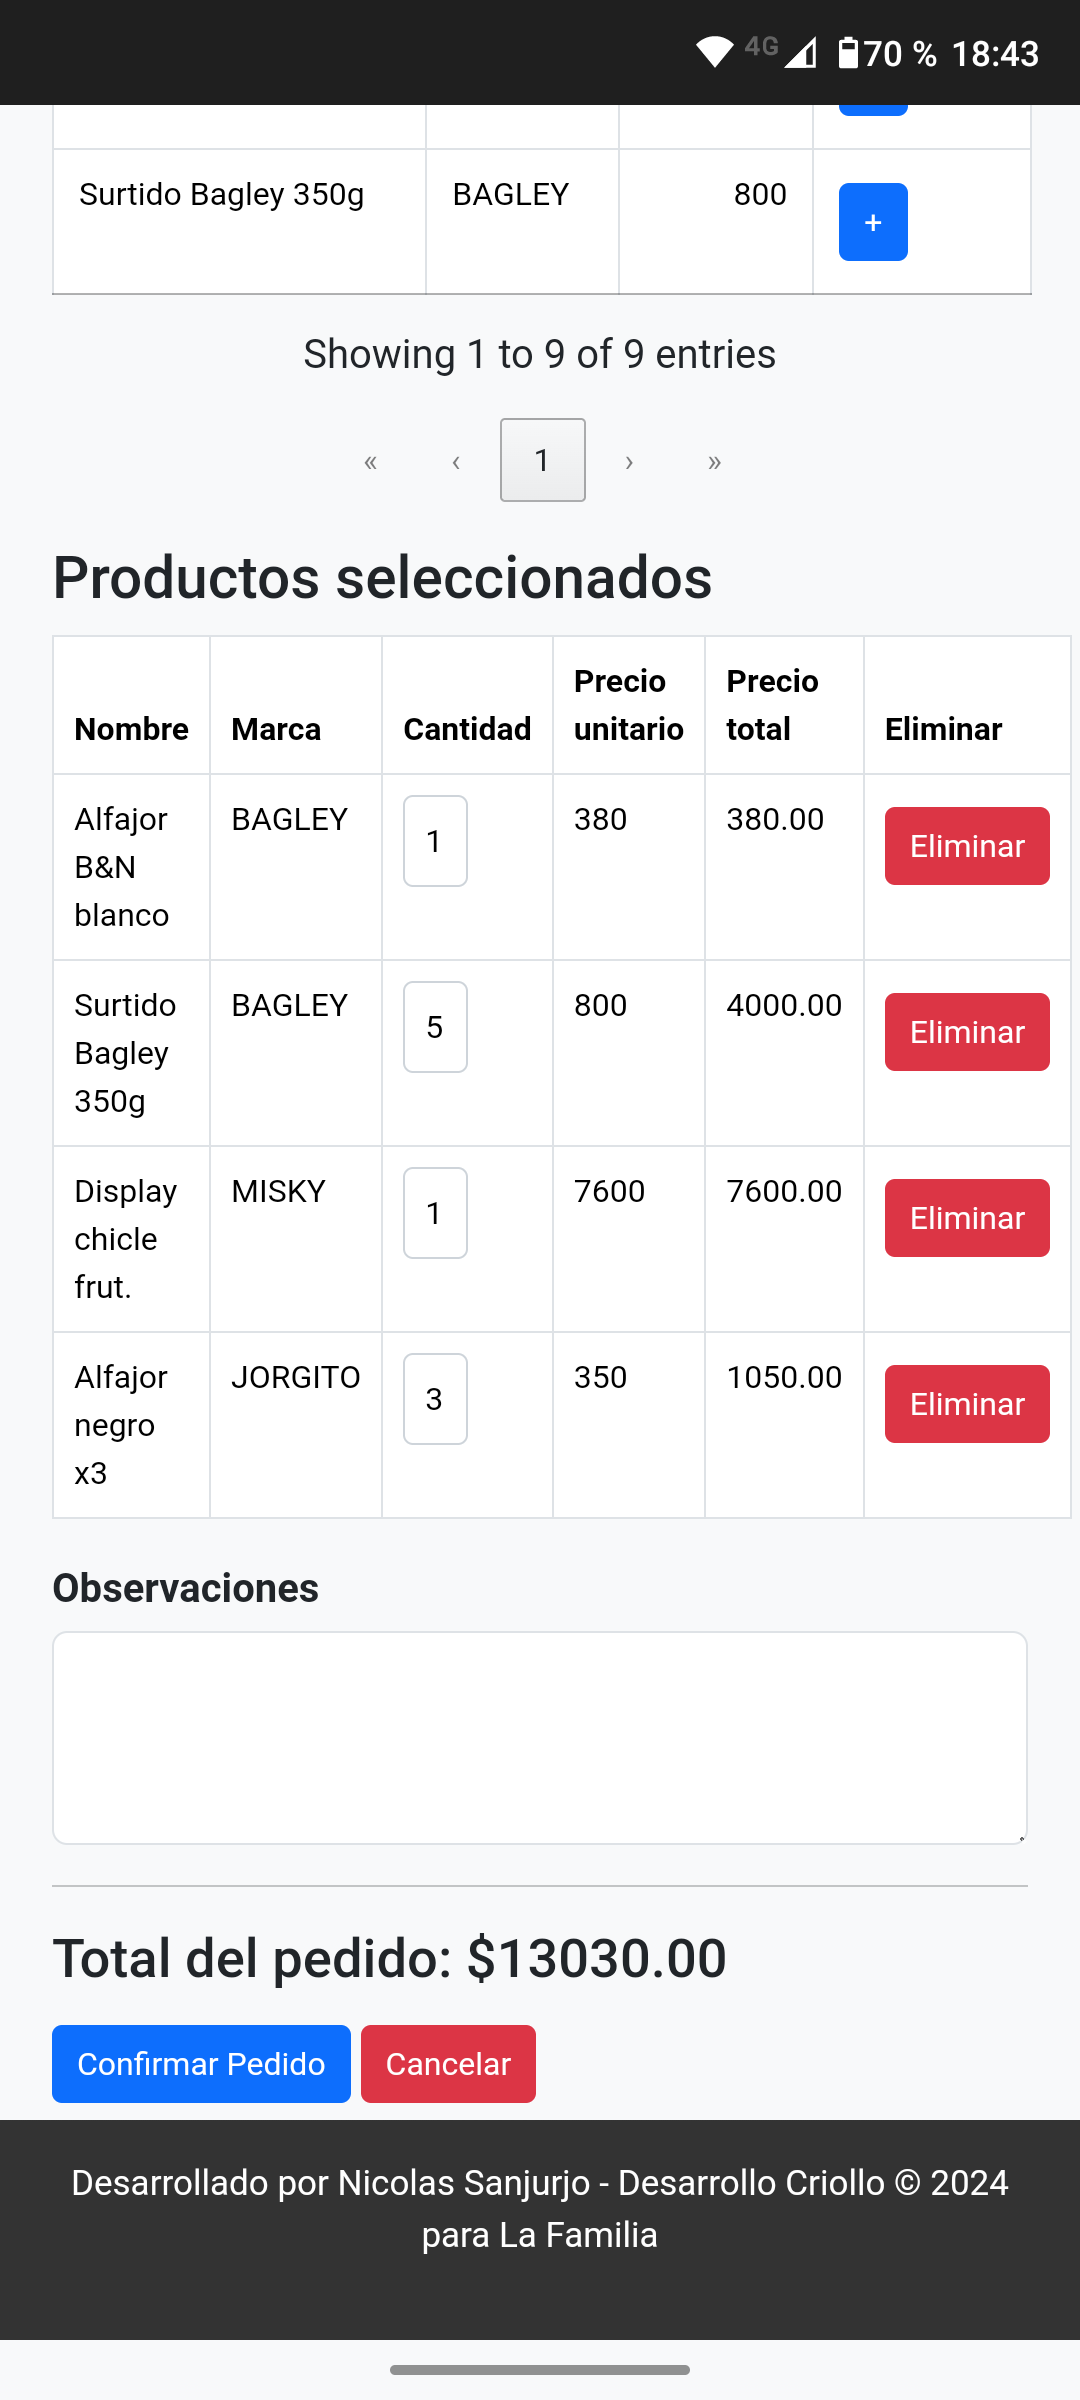 4G 70 % 18:43
Surtido Bagley 350g BAGLEY 800 +
Showing 1 to 9 of 9 entries
« ‹ 1 › »
Productos seleccionados
Nombre Marca Cantidad Precio unitario Precio total Eliminar
Alfajor BAGLEY 1 380 380.00 Eliminar
B&N
blanco
Surtido BAGLEY 5 800 4000.00 Eliminar
Bagley
350g
Display MISKY 1 7600 7600.00 Eliminar
chicle
frut.
Alfajor JORGITO 3 350 1050.00 Eliminar
negro
x3
Observaciones
Total del pedido: $13030.00
Confirmar Pedido Cancelar
Desarrollado por Nicolas Sanjurjo - Desarrollo Criollo © 2024
para La Familia